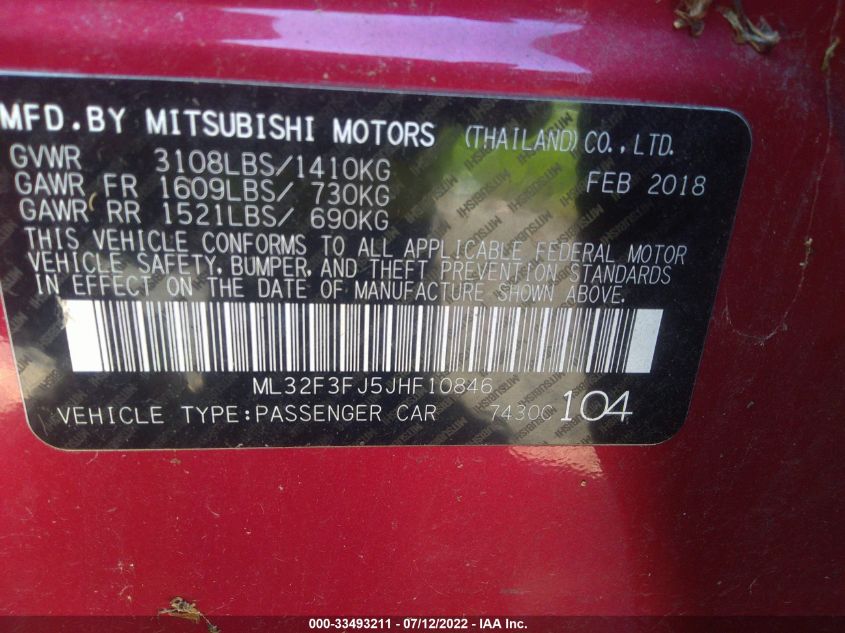 MFD.BY MITSUBISHI MOTORS (THAILAND)CO.,LTD.
GVWR 3108LBS/1410KG FEB 2018
GAWR FR 1609LBS/ 730KG
GAWR RR 1521LBS/ 690KG
THIS VEHICLE CONFORMS TO ALL APPLICABLE FEDERAL MOTOR
VEHICLE SAFETY, BUMPER, AND THEFT PREVENTION STANDARDS
IN EFFECT ON THE DATE OF MANUFACTURE SHOWN ABOVE.
ML32F3FJ5JHF10846
VEHICLE TYPE:PASSENGER CAR 104
000-33493211 - 07/12/2022 - IAA Inc.